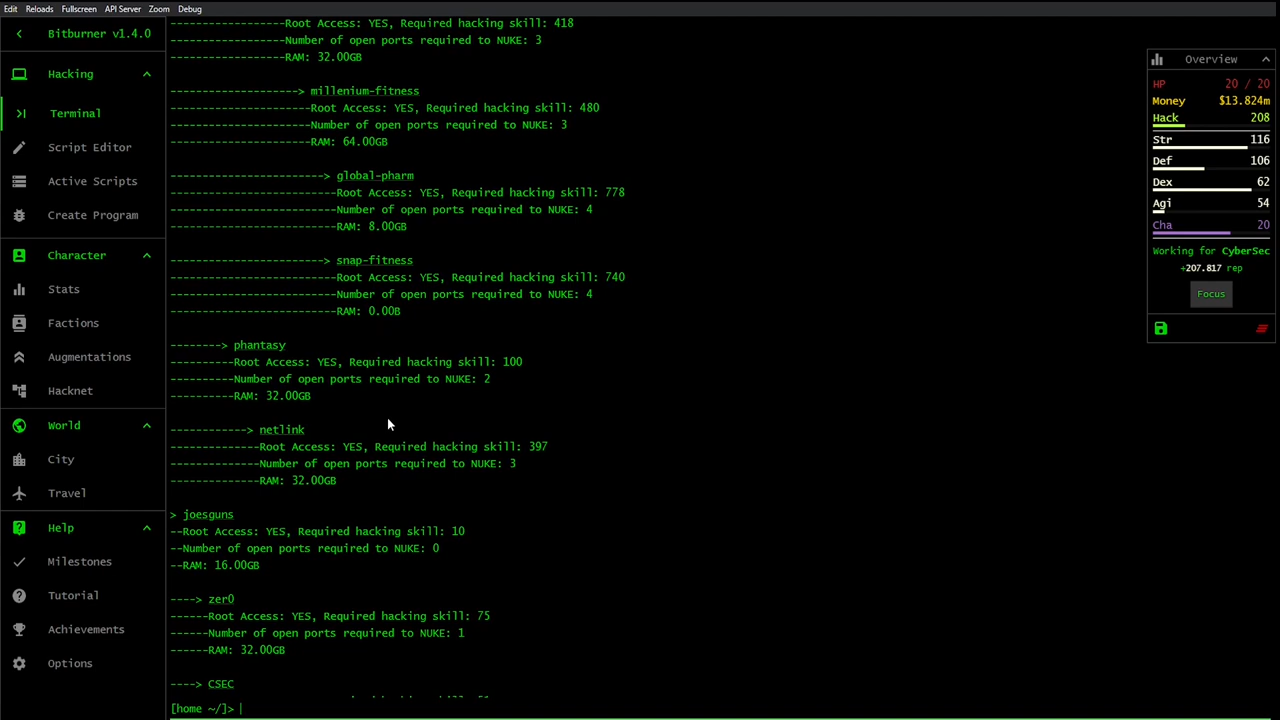 Edit Reloads Fullscreen API Server Zoom Debug
Bitburner v1.4.0
Hacking
Terminal
Script Editor
Active Scripts
Create Program
Character
Stats
Factions
Augmentations
Hacknet
World
City
Travel
Help
Milestones
Tutorial
Achievements
Options
------------------Root Access: YES, Required hacking skill: 418
------------------Number of open ports required to NUKE: 3
------------------RAM: 32.00GB
--------------------> millenium-fitness
----------------------Root Access: YES, Required hacking skill: 480
----------------------Number of open ports required to NUKE: 3
----------------------RAM: 64.00GB
------------------------> global-pharm
--------------------------Root Access: YES, Required hacking skill: 778
--------------------------Number of open ports required to NUKE: 4
--------------------------RAM: 8.00GB
------------------------> snap-fitness
--------------------------Root Access: YES, Required hacking skill: 740
--------------------------Number of open ports required to NUKE: 4
--------------------------RAM: 0.00B
--------> phantasy
----------Root Access: YES, Required hacking skill: 100
----------Number of open ports required to NUKE: 2
----------RAM: 32.00GB
------------> netlink
--------------Root Access: YES, Required hacking skill: 397
--------------Number of open ports required to NUKE: 3
--------------RAM: 32.00GB
> joesguns
--Root Access: YES, Required hacking skill: 10
--Number of open ports required to NUKE: 0
--RAM: 16.00GB
----> zer0
------Root Access: YES, Required hacking skill: 75
------Number of open ports required to NUKE: 1
------RAM: 32.00GB
----> CSEC
[home ~/]>
Overview
HP 20 / 20
Money $13.824m
Hack 208
Str 116
Def 106
Dex 62
Agi 54
Cha 20
Working for CyberSec
+207.817 rep
Focus